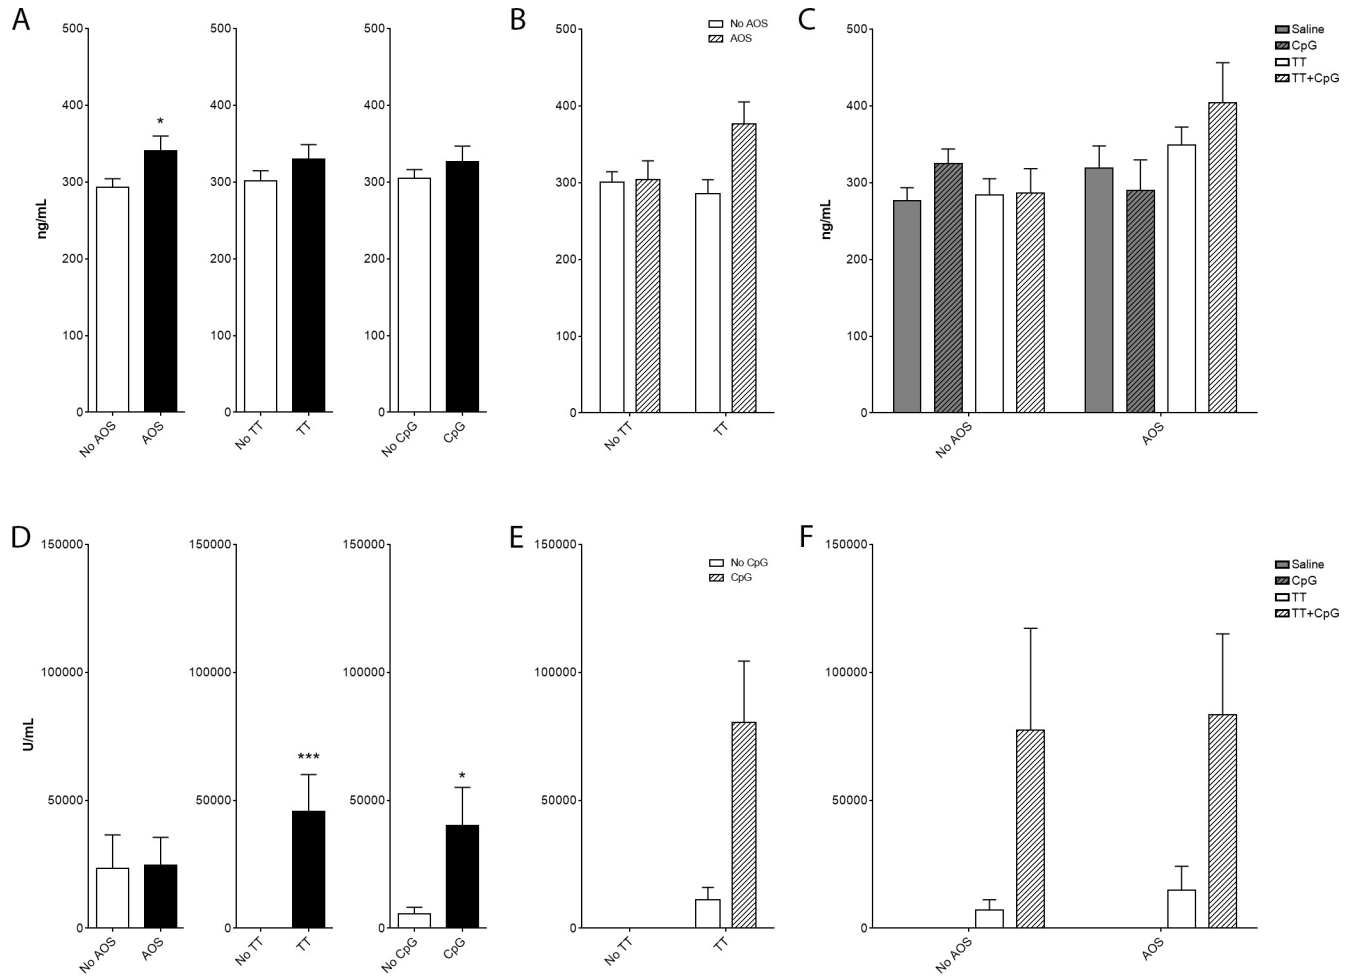 A
500
400
300
200
100
0
ng/mL
*
No AOS
AOS
500
400
300
200
100
0
No TT
TT
500
400
300
200
100
0
No CpG
CpG
B
No AOS
AOS
500
400
300
200
100
0
No TT
TT
C
500
400
300
200
100
0
ng/mL
No AOS
AOS
Saline
CpG
TT
TT+CpG
D
150000
100000
50000
0
U/mL
No AOS
AOS
150000
100000
50000
0
***
No TT
TT
150000
100000
50000
0
*
No CpG
CpG
E
150000
100000
50000
0
No CpG
CpG
No TT
TT
F
150000
100000
50000
0
No AOS
AOS
Saline
CpG
TT
TT+CpG